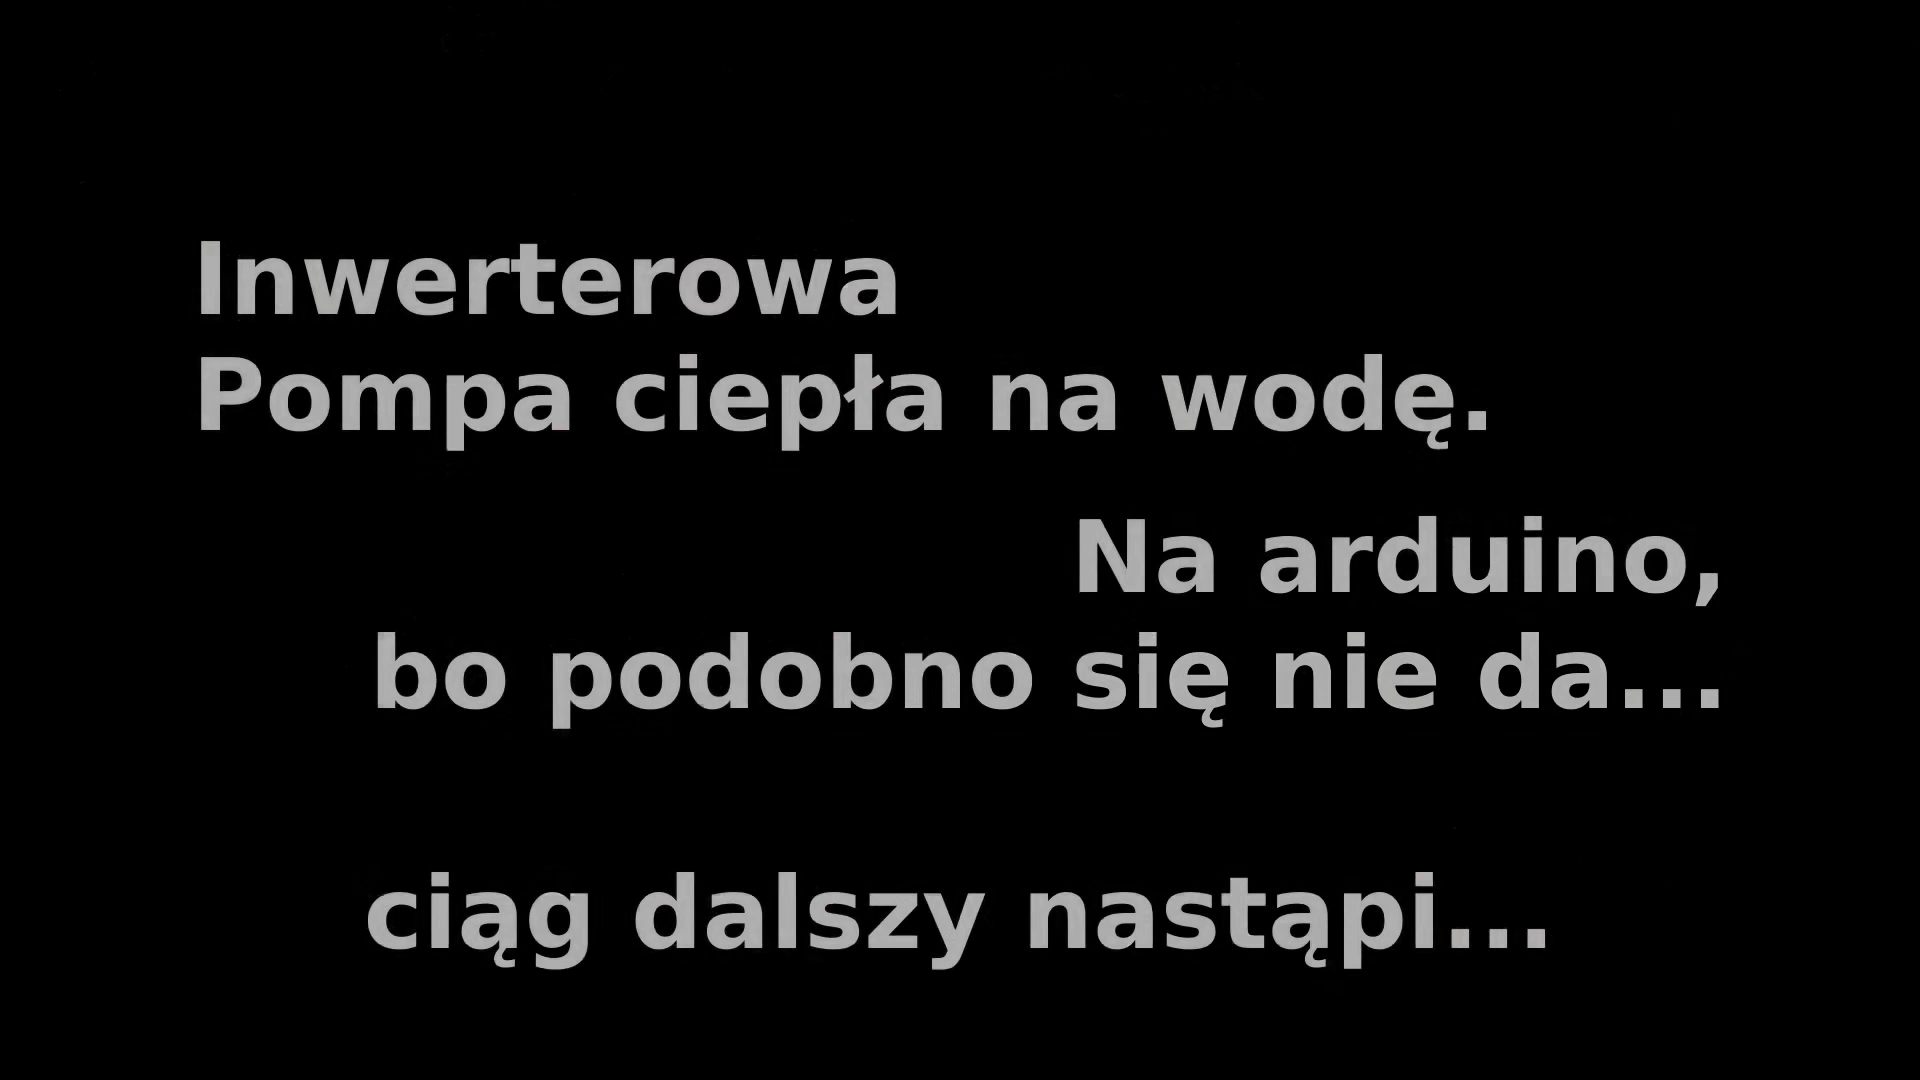 Inwerterowa
Pompa ciepła na wodę.
Na arduino,
bo podobno się nie da...
ciąg dalszy nastąpi...